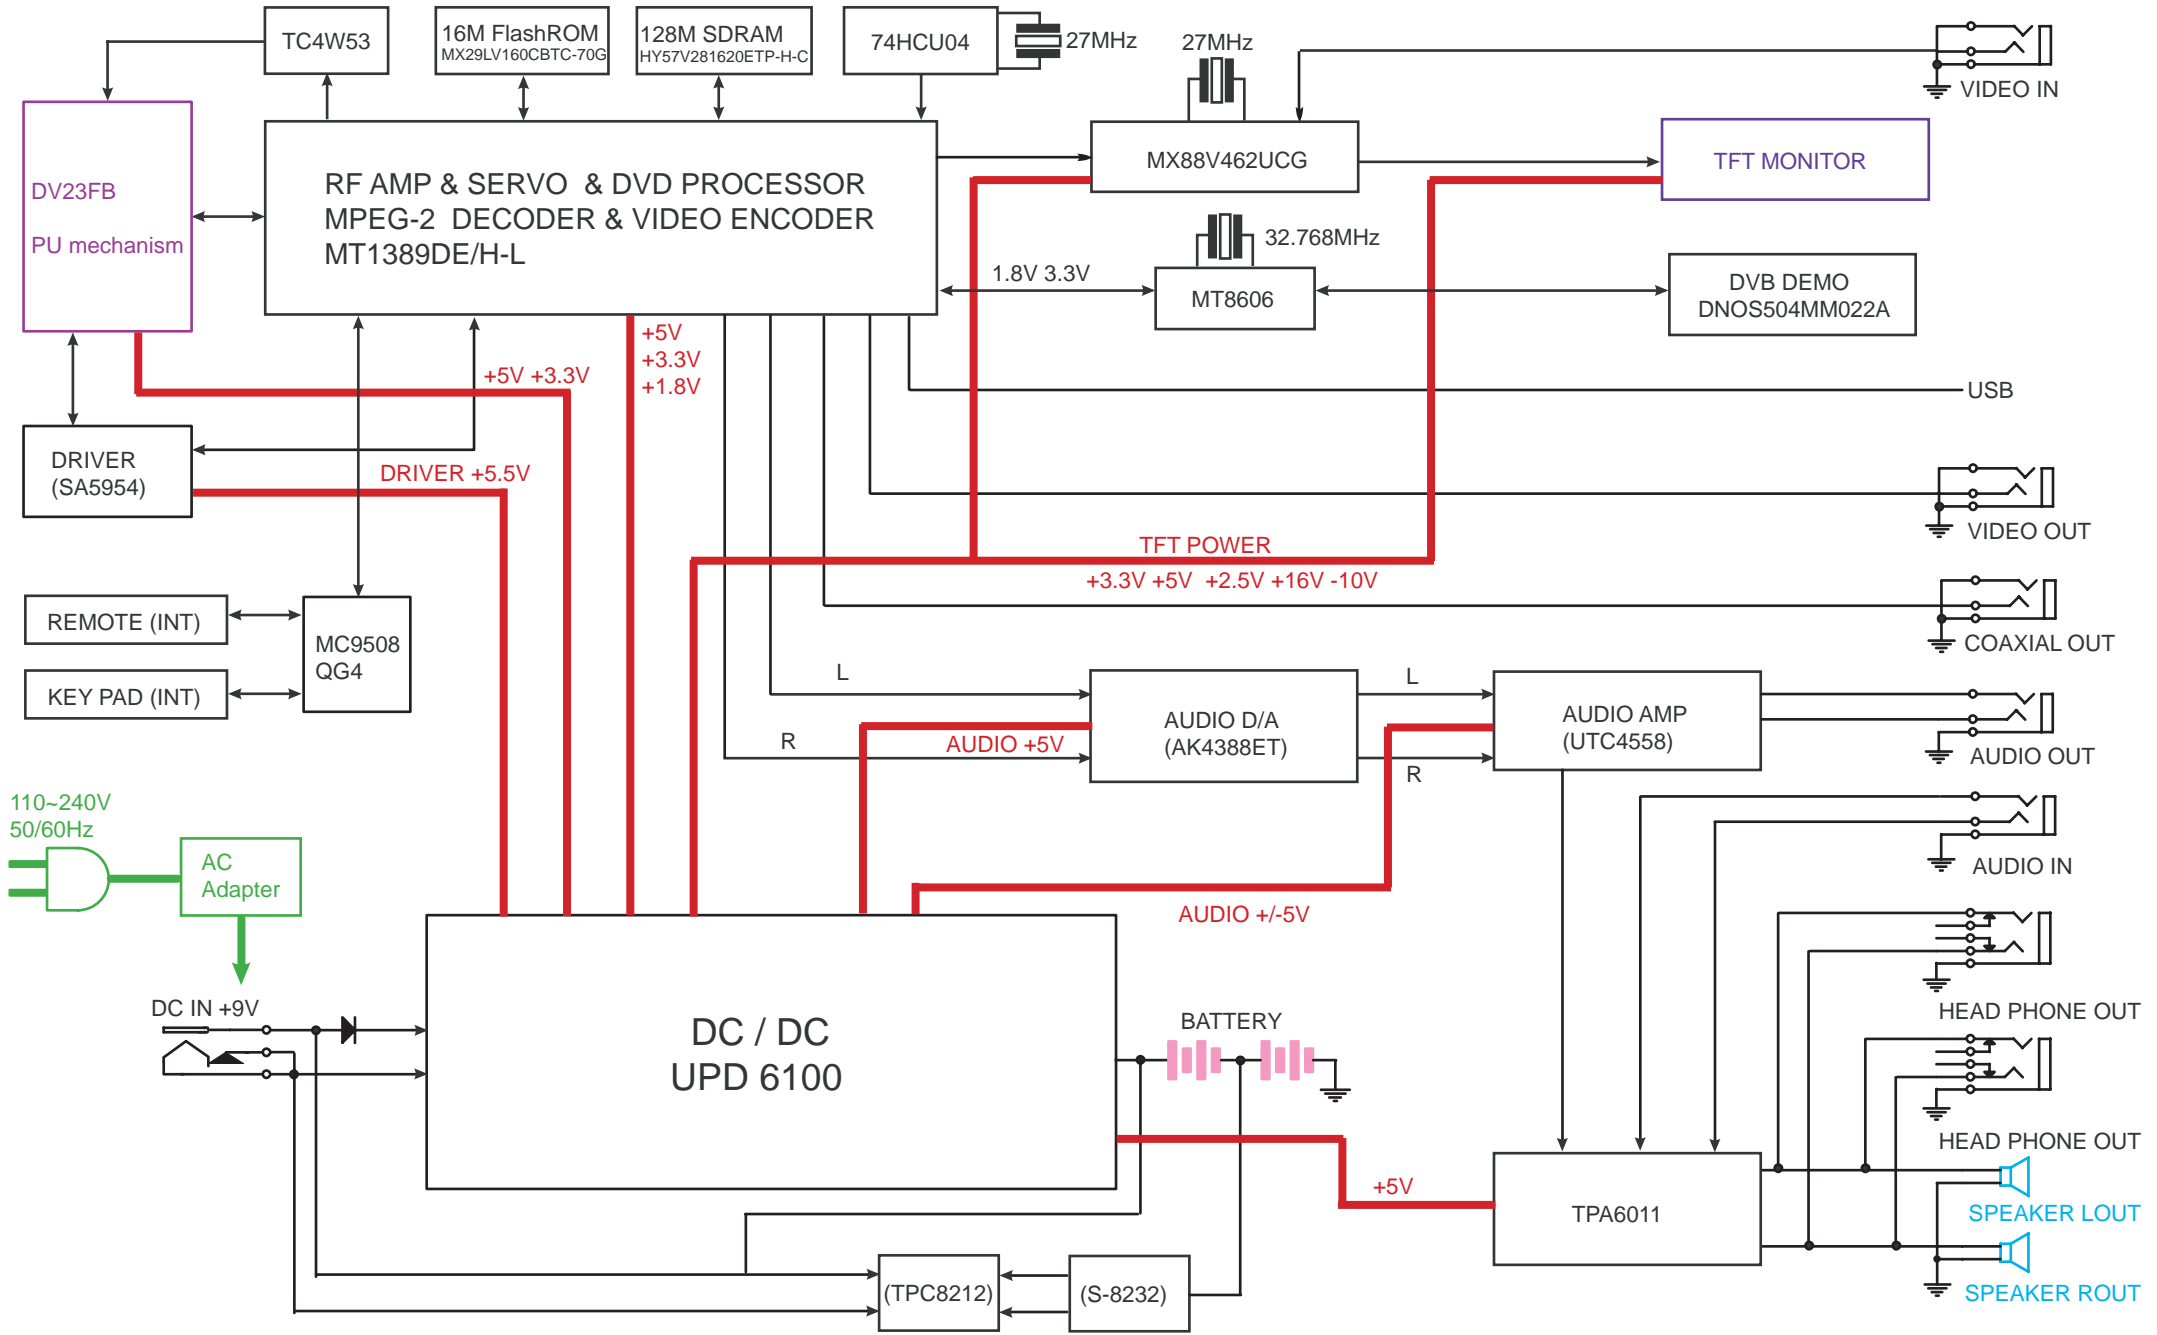 TC4W53
16M FlashROM
MX29LV160CBTC-70G
128M SDRAM
HY57V281620ETP-H-C
74HCU04
27MHz
27MHz
VIDEO IN
DV23FB
PU mechanism
RF AMP & SERVO & DVD PROCESSOR
MPEG-2 DECODER & VIDEO ENCODER
MT1389DE/H-L
MX88V462UCG
TFT MONITOR
32.768MHz
1.8V 3.3V
MT8606
DVB DEMO
DNOS504MM022A
+5V
+3.3V
+1.8V
+5V +3.3V
USB
DRIVER
(SA5954)
DRIVER +5.5V
VIDEO OUT
TFT POWER
+3.3V +5V +2.5V +16V -10V
REMOTE (INT)
KEY PAD (INT)
MC9508
QG4
COAXIAL OUT
L
R
AUDIO +5V
AUDIO D/A
(AK4388ET)
L
R
AUDIO AMP
(UTC4558)
AUDIO OUT
110~240V
50/60Hz
AC
Adapter
AUDIO IN
AUDIO +/-5V
DC IN +9V
DC / DC
UPD 6100
BATTERY
HEAD PHONE OUT
HEAD PHONE OUT
+5V
TPA6011
SPEAKER LOUT
SPEAKER ROUT
(TPC8212)
(S-8232)